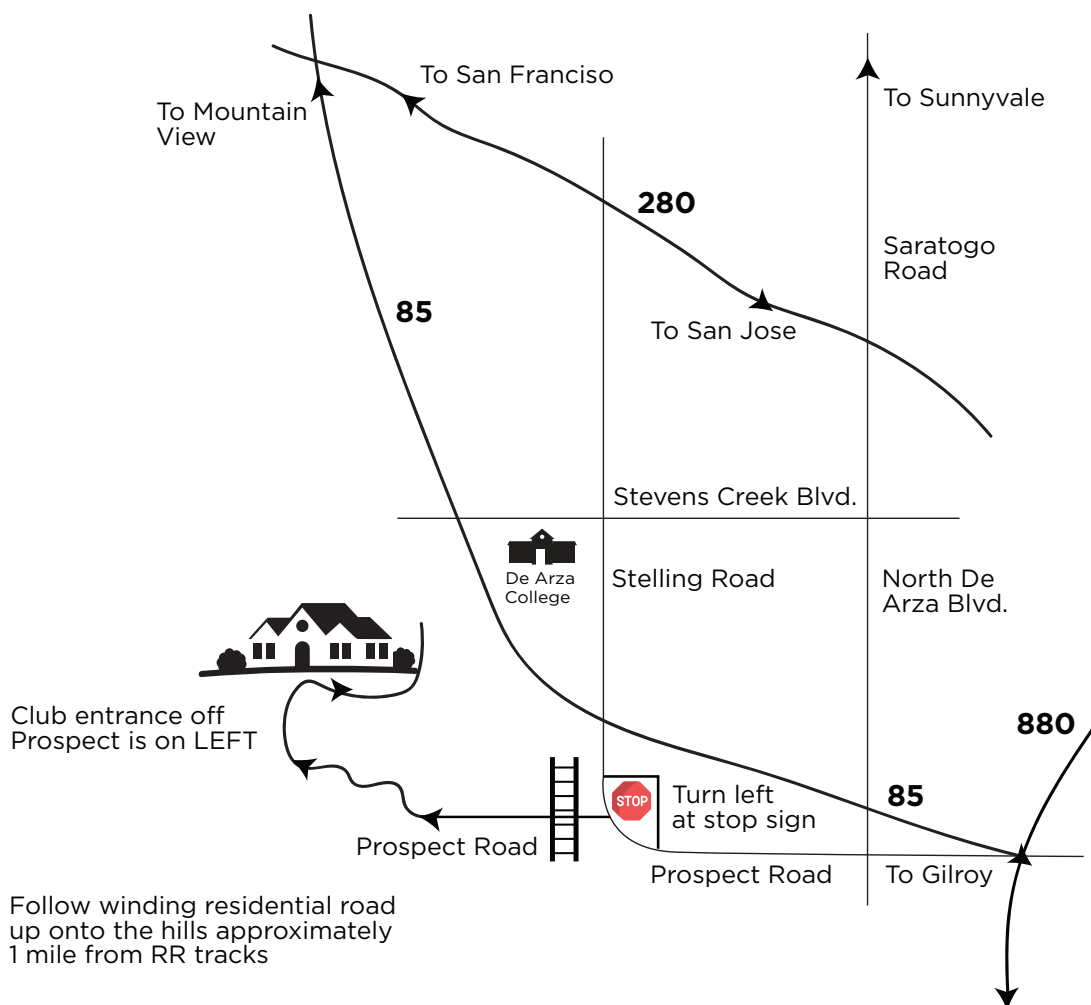 To San Franciso
To Mountain
View
To Sunnyvale
280
Saratogo
Road
85
To San Jose
Stevens Creek Blvd.
De Arza
College
Stelling Road
North De
Arza Blvd.
Club entrance off
Prospect is on LEFT
880
STOP
Turn left
at stop sign
85
Prospect Road
Prospect Road
To Gilroy
Follow winding residential road
up onto the hills approximately
1 mile from RR tracks